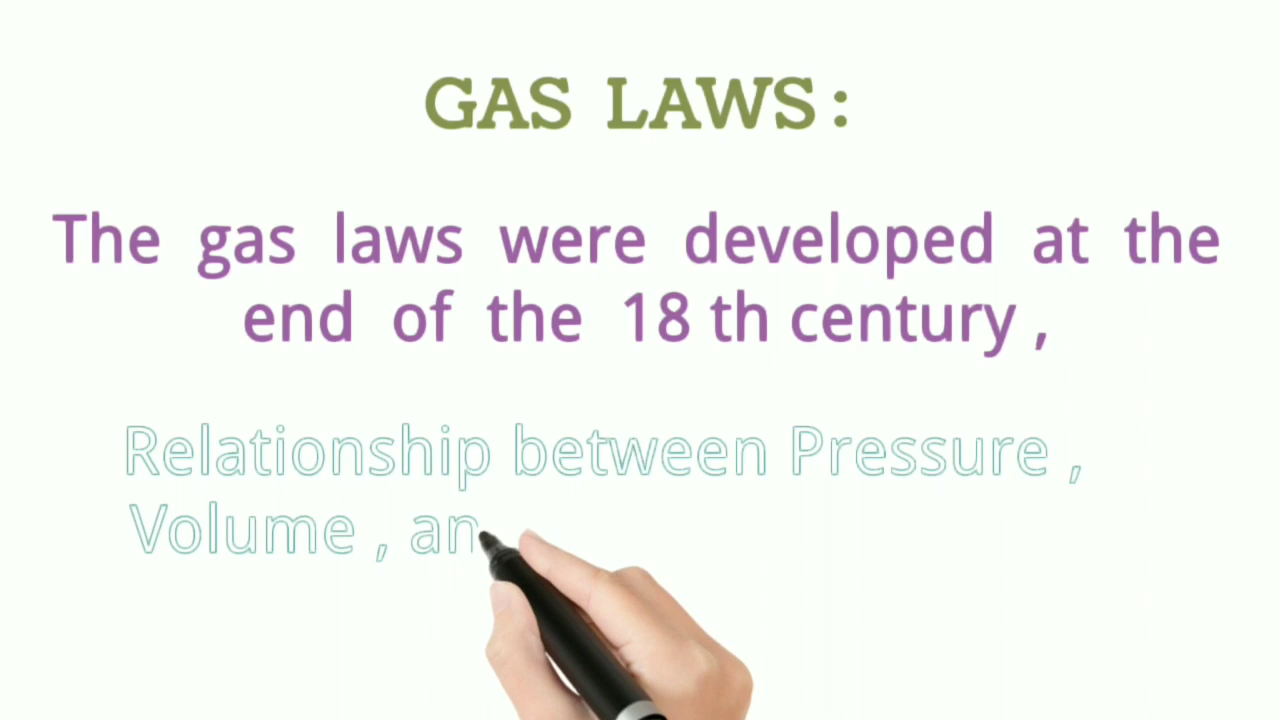 GAS LAWS :
The gas laws were developed at the
end of the 18 th century ,
Relationship between Pressure ,
Volume , an